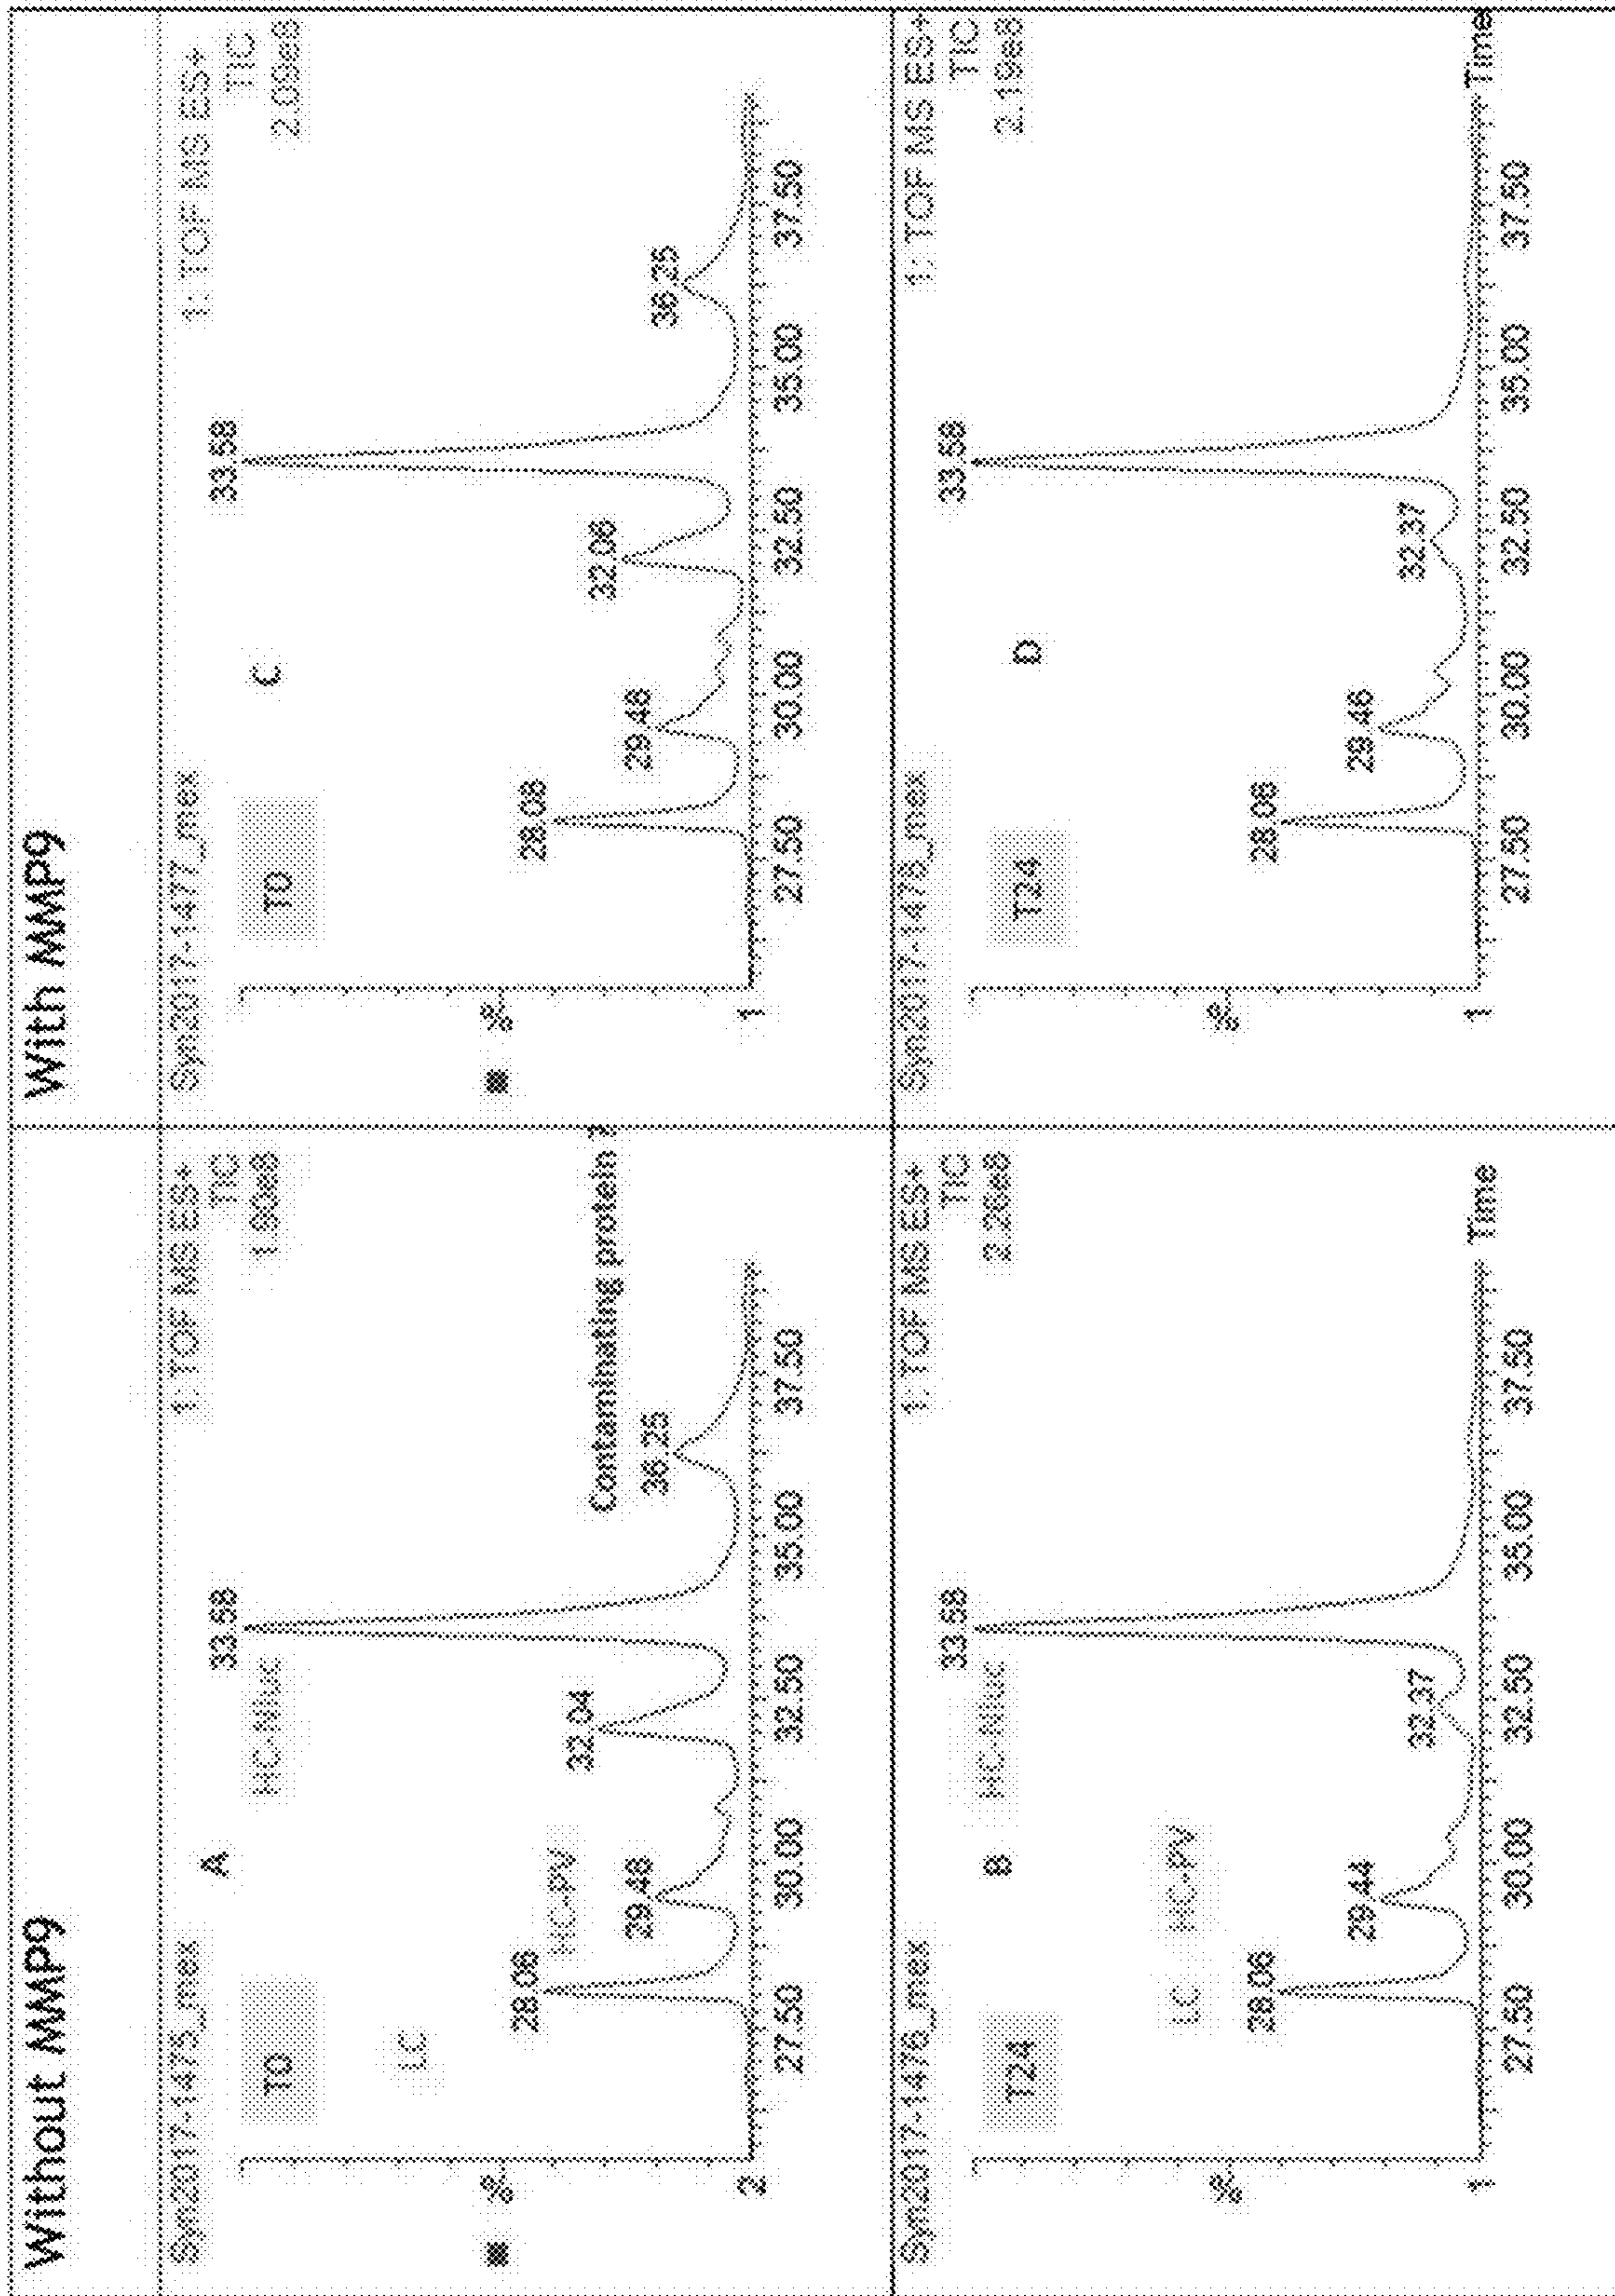 Without MMP9
With MMP9
Syn2017-1475_mex
1: TOF MS ES+
TIC
T0
A
33.58
HC-Nluc
LC
Contaminating protein ?
32.04
36.25
HC-PV
29.48
28.06
%
2
27.50
30.00
32.50
35.00
37.50
Syn2017-1477_mex
1: TOF MS ES+
TIC
2.09e8
T0
C
33.58
32.06
36.25
29.48
28.08
%
1
27.50
30.00
32.50
35.00
37.50
Syn2017-1476_mex
1: TOF MS ES+
TIC
2.26e8
T24
B
33.58
HC-Nluc
LC
HC-PV
32.37
29.44
28.06
%
1
27.50
30.00
32.50
35.00
37.50
Time
Syn2017-1478_mex
1: TOF MS ES+
TIC
2.19e8
T24
D
33.58
32.37
29.46
28.06
%
1
27.50
30.00
32.50
35.00
37.50
Time